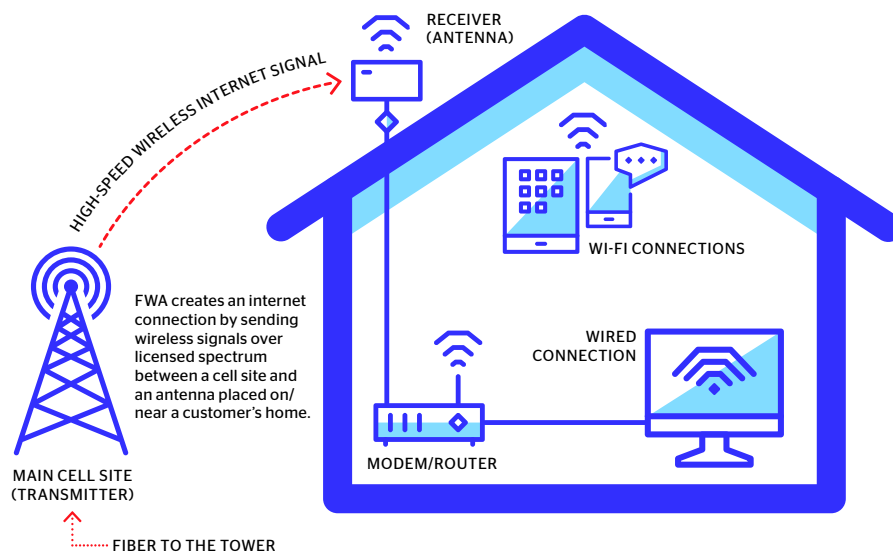 RECEIVER
(ANTENNA)
HIGH-SPEED WIRELESS INTERNET SIGNAL
WI-FI CONNECTIONS
FWA creates an internet
connection by sending
wireless signals over
licensed spectrum
between a cell site and
an antenna placed on/
near a customer’s home.
WIRED
CONNECTION
MODEM/ROUTER
MAIN CELL SITE
(TRANSMITTER)
FIBER TO THE TOWER